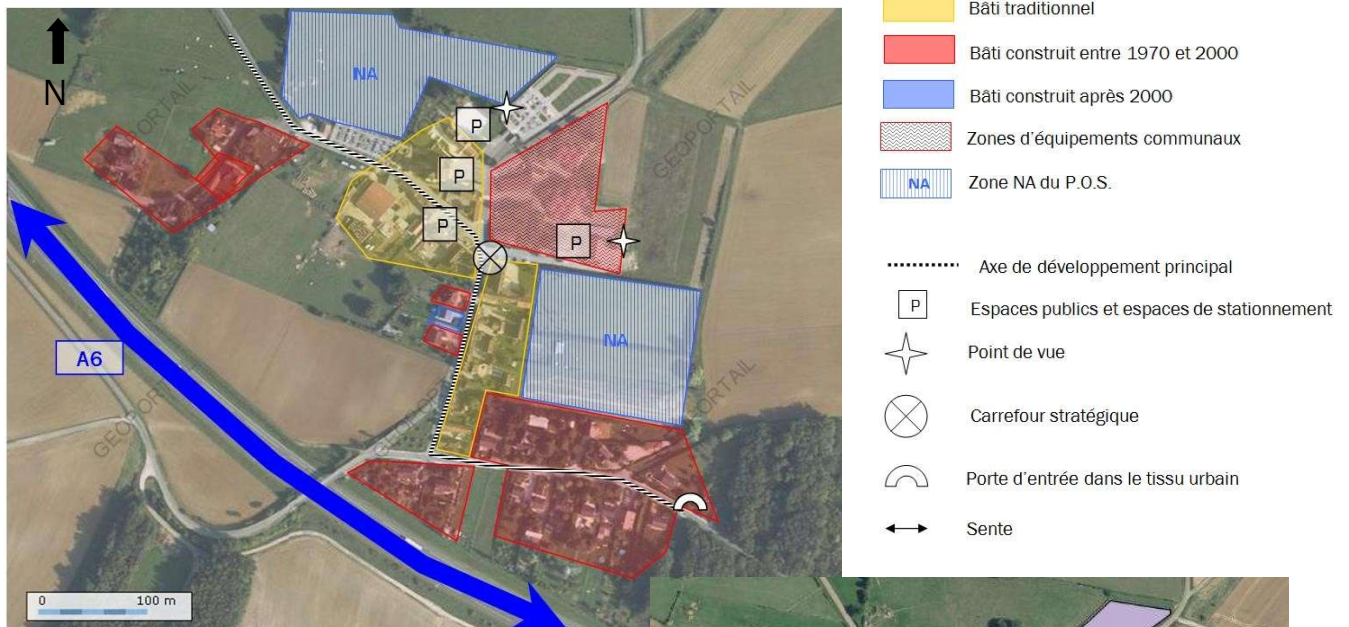 N
NA
P
P
P
P
NA
A6
0 100 m
GEOPORTAIL
GEOPORTAIL
GEOPORTAIL
GEOPORTAIL
Bâti traditionnel
Bâti construit entre 1970 et 2000
Bâti construit après 2000
Zones d'équipements communaux
NA Zone NA du P.O.S.
Axe de développement principal
P Espaces publics et espaces de stationnement
Point de vue
Carrefour stratégique
Porte d'entrée dans le tissu urbain
Sente